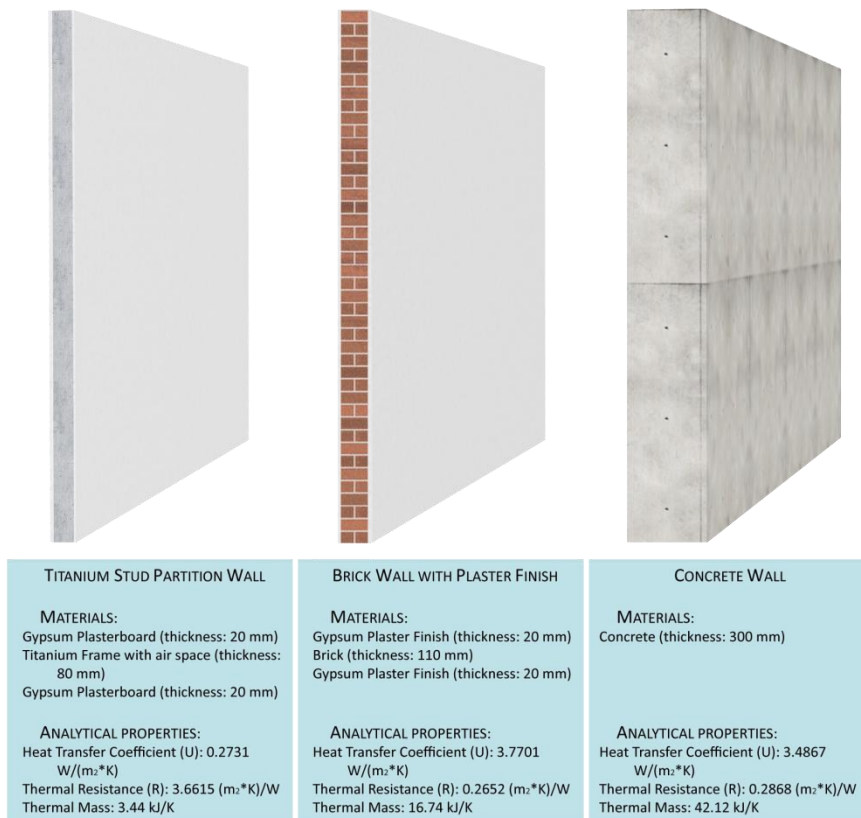 TITANIUM STUD PARTITION WALL
MATERIALS:
Gypsum Plasterboard (thickness: 20 mm)
Titanium Frame with air space (thickness:
80 mm)
Gypsum Plasterboard (thickness: 20 mm)
ANALYTICAL PROPERTIES:
Heat Transfer Coefficient (U): 0.2731
W/(m₂*K)
Thermal Resistance (R): 3.6615 (m₂*K)/W
Thermal Mass: 3.44 kJ/K
BRICK WALL WITH PLASTER FINISH
MATERIALS:
Gypsum Plaster Finish (thickness: 20 mm)
Brick (thickness: 110 mm)
Gypsum Plaster Finish (thickness: 20 mm)
ANALYTICAL PROPERTIES:
Heat Transfer Coefficient (U): 3.7701
W/(m₂*K)
Thermal Resistance (R): 0.2652 (m₂*K)/W
Thermal Mass: 16.74 kJ/K
CONCRETE WALL
MATERIALS:
Concrete (thickness: 300 mm)
ANALYTICAL PROPERTIES:
Heat Transfer Coefficient (U): 3.4867
W/(m₂*K)
Thermal Resistance (R): 0.2868 (m₂*K)/W
Thermal Mass: 42.12 kJ/K